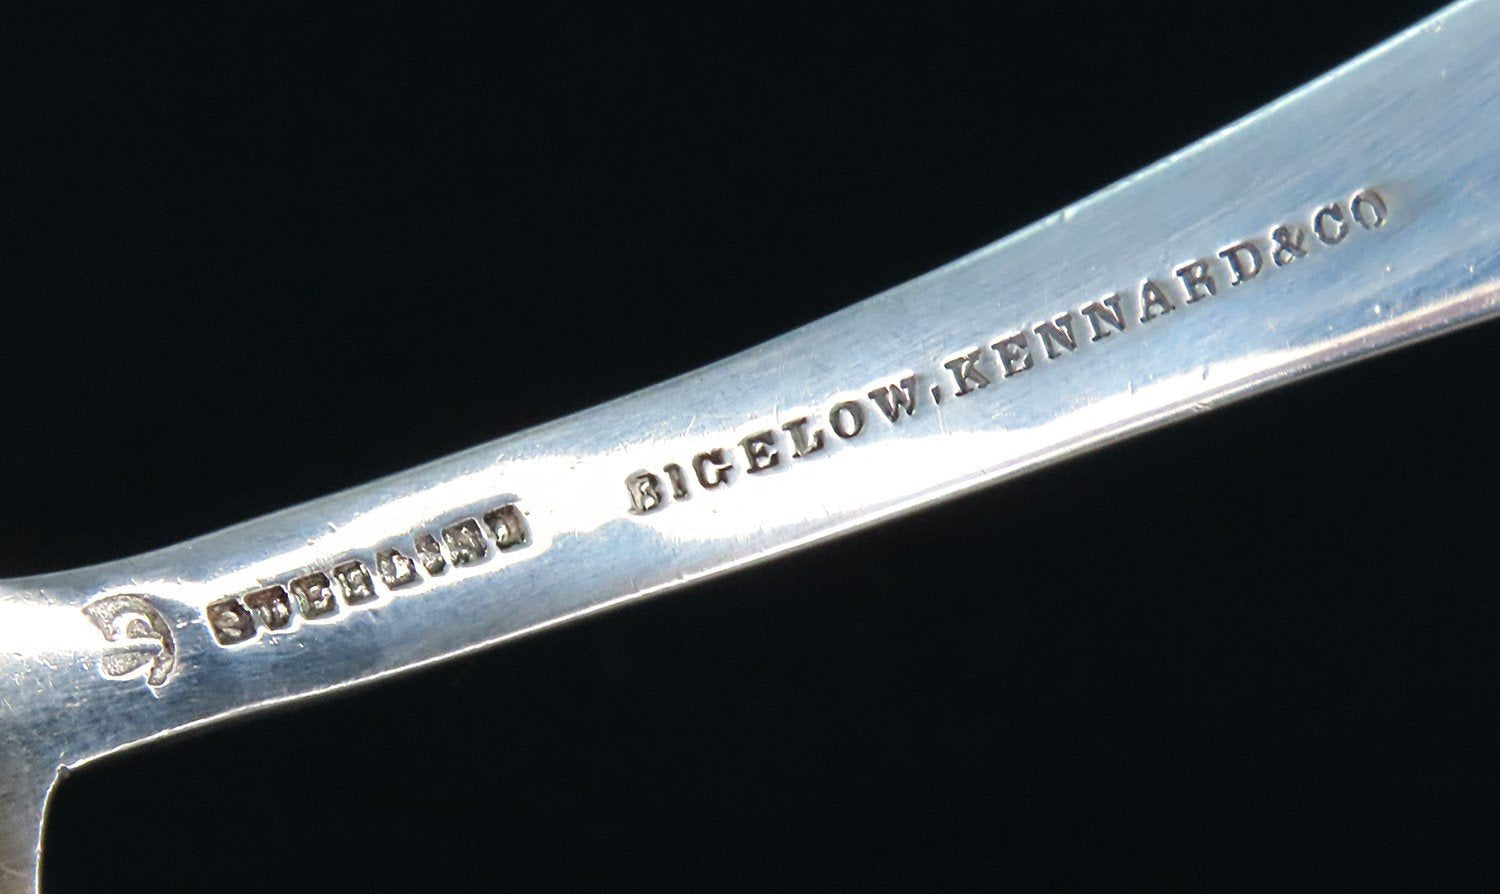 STERLING BIGELOW, KENNARD & CO